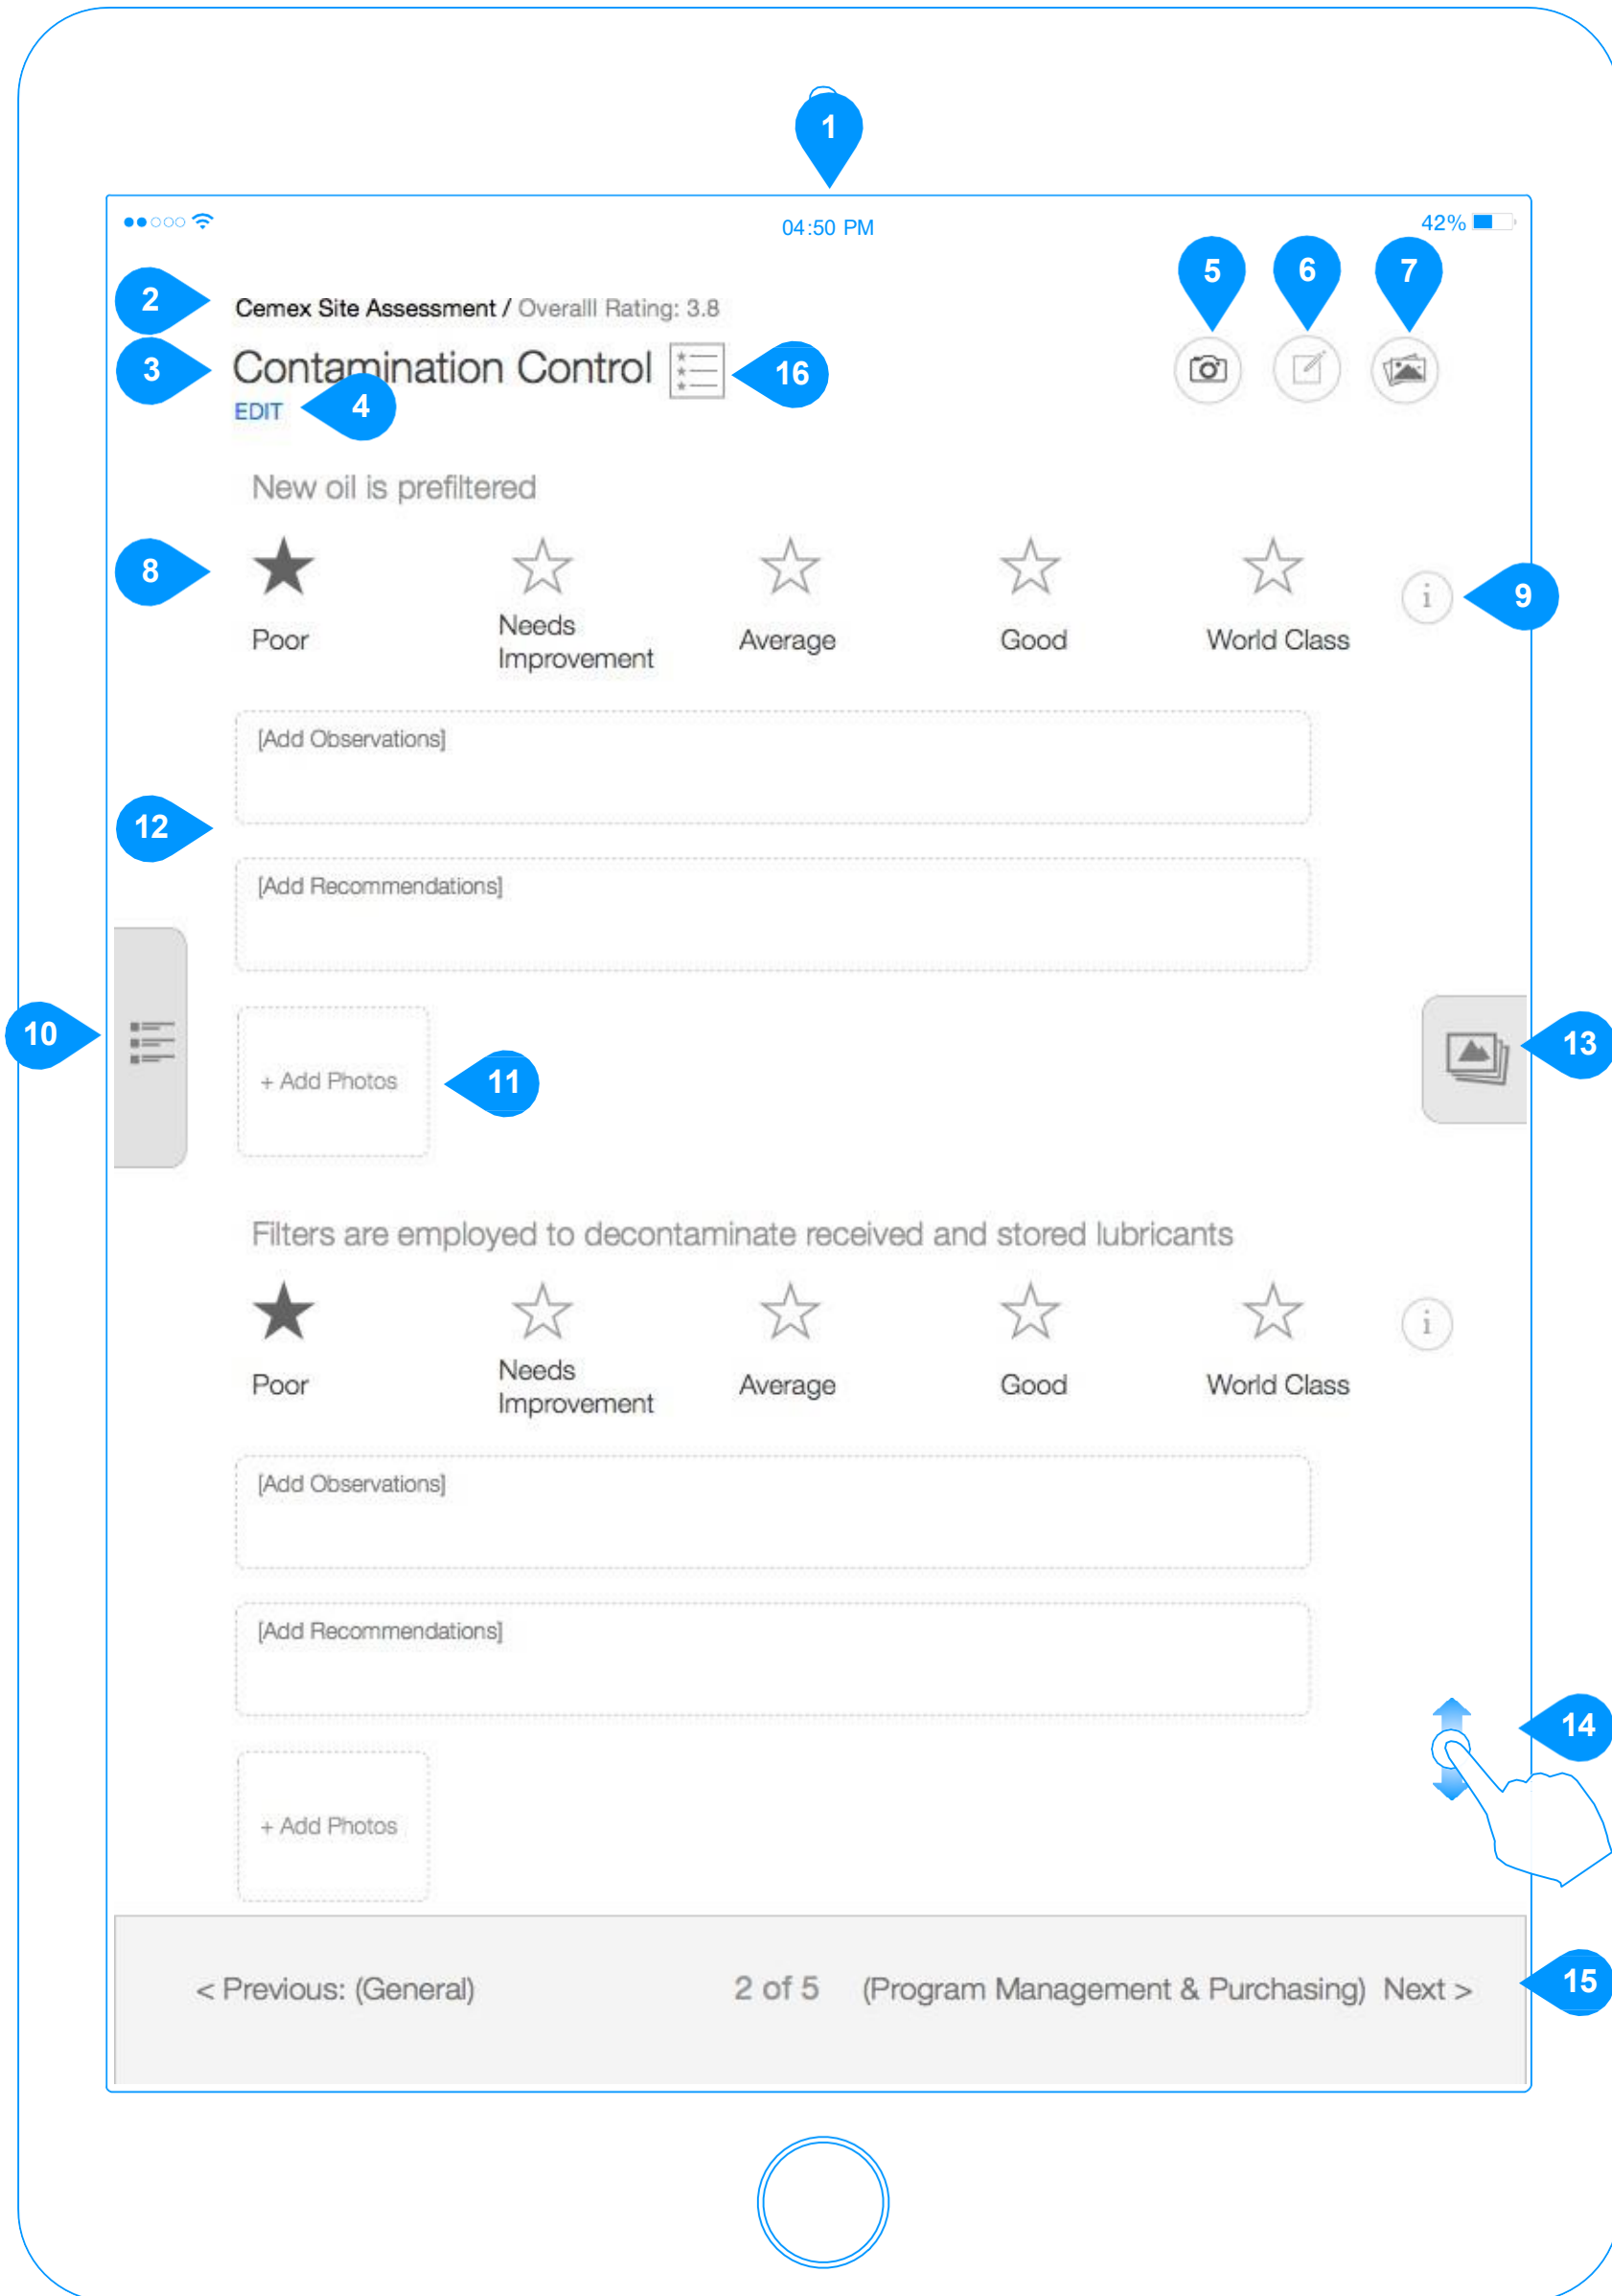 1
04:50 PM
42%
5
6
7
2
Cemex Site Assessment / Overalll Rating: 3.8
3
Contamination Control
16
EDIT
4
New oil is prefiltered
8
9
i
Poor
Needs
Improvement
Average
Good
World Class
[Add Observations]
12
[Add Recommendations]
10
13
+ Add Photos
11
Filters are employed to decontaminate received and stored lubricants
i
Poor
Needs
Improvement
Average
Good
World Class
[Add Observations]
[Add Recommendations]
14
+ Add Photos
< Previous: (General)
2 of 5
(Program Management & Purchasing) Next >
15